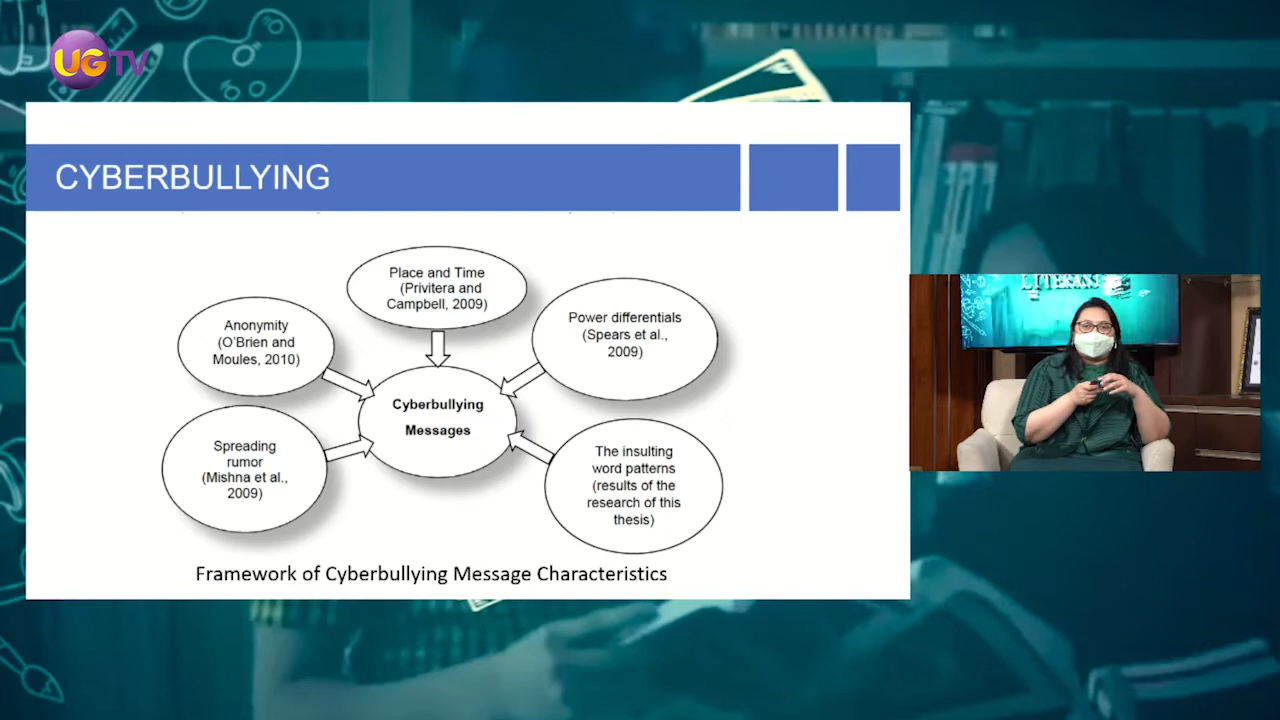 UGTV
CYBERBULLYING
Place and Time
(Privitera and
Campbell, 2009)
Anonymity
(O'Brien and
Moules, 2010)
Power differentials
(Spears et al.,
2009)
Cyberbullying
Messages
Spreading
rumor
(Mishna et al.,
2009)
The insulting
word patterns
(results of the
research of this
thesis)
Framework of Cyberbullying Message Characteristics